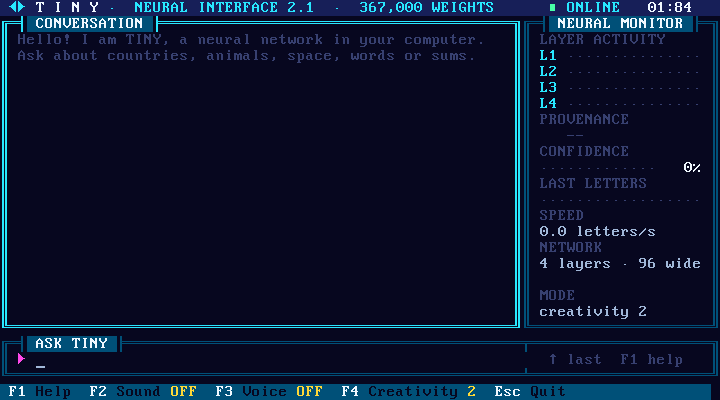 T I N Y · NEURAL INTERFACE 2.1 · 367,000 WEIGHTS ONLINE 01:84
CONVERSATION
Hello! I am TINY, a neural network in your computer.
Ask about countries, animals, space, words or sums.
NEURAL MONITOR
LAYER ACTIVITY
L1
L2
L3
L4
PROVENANCE
--
CONFIDENCE
0%
LAST LETTERS
SPEED
0.0 letters/s
NETWORK
4 layers · 96 wide
MODE
creativity 2
ASK TINY
_ ↑ last F1 help
F1 Help F2 Sound OFF F3 Voice OFF F4 Creativity 2 Esc Quit